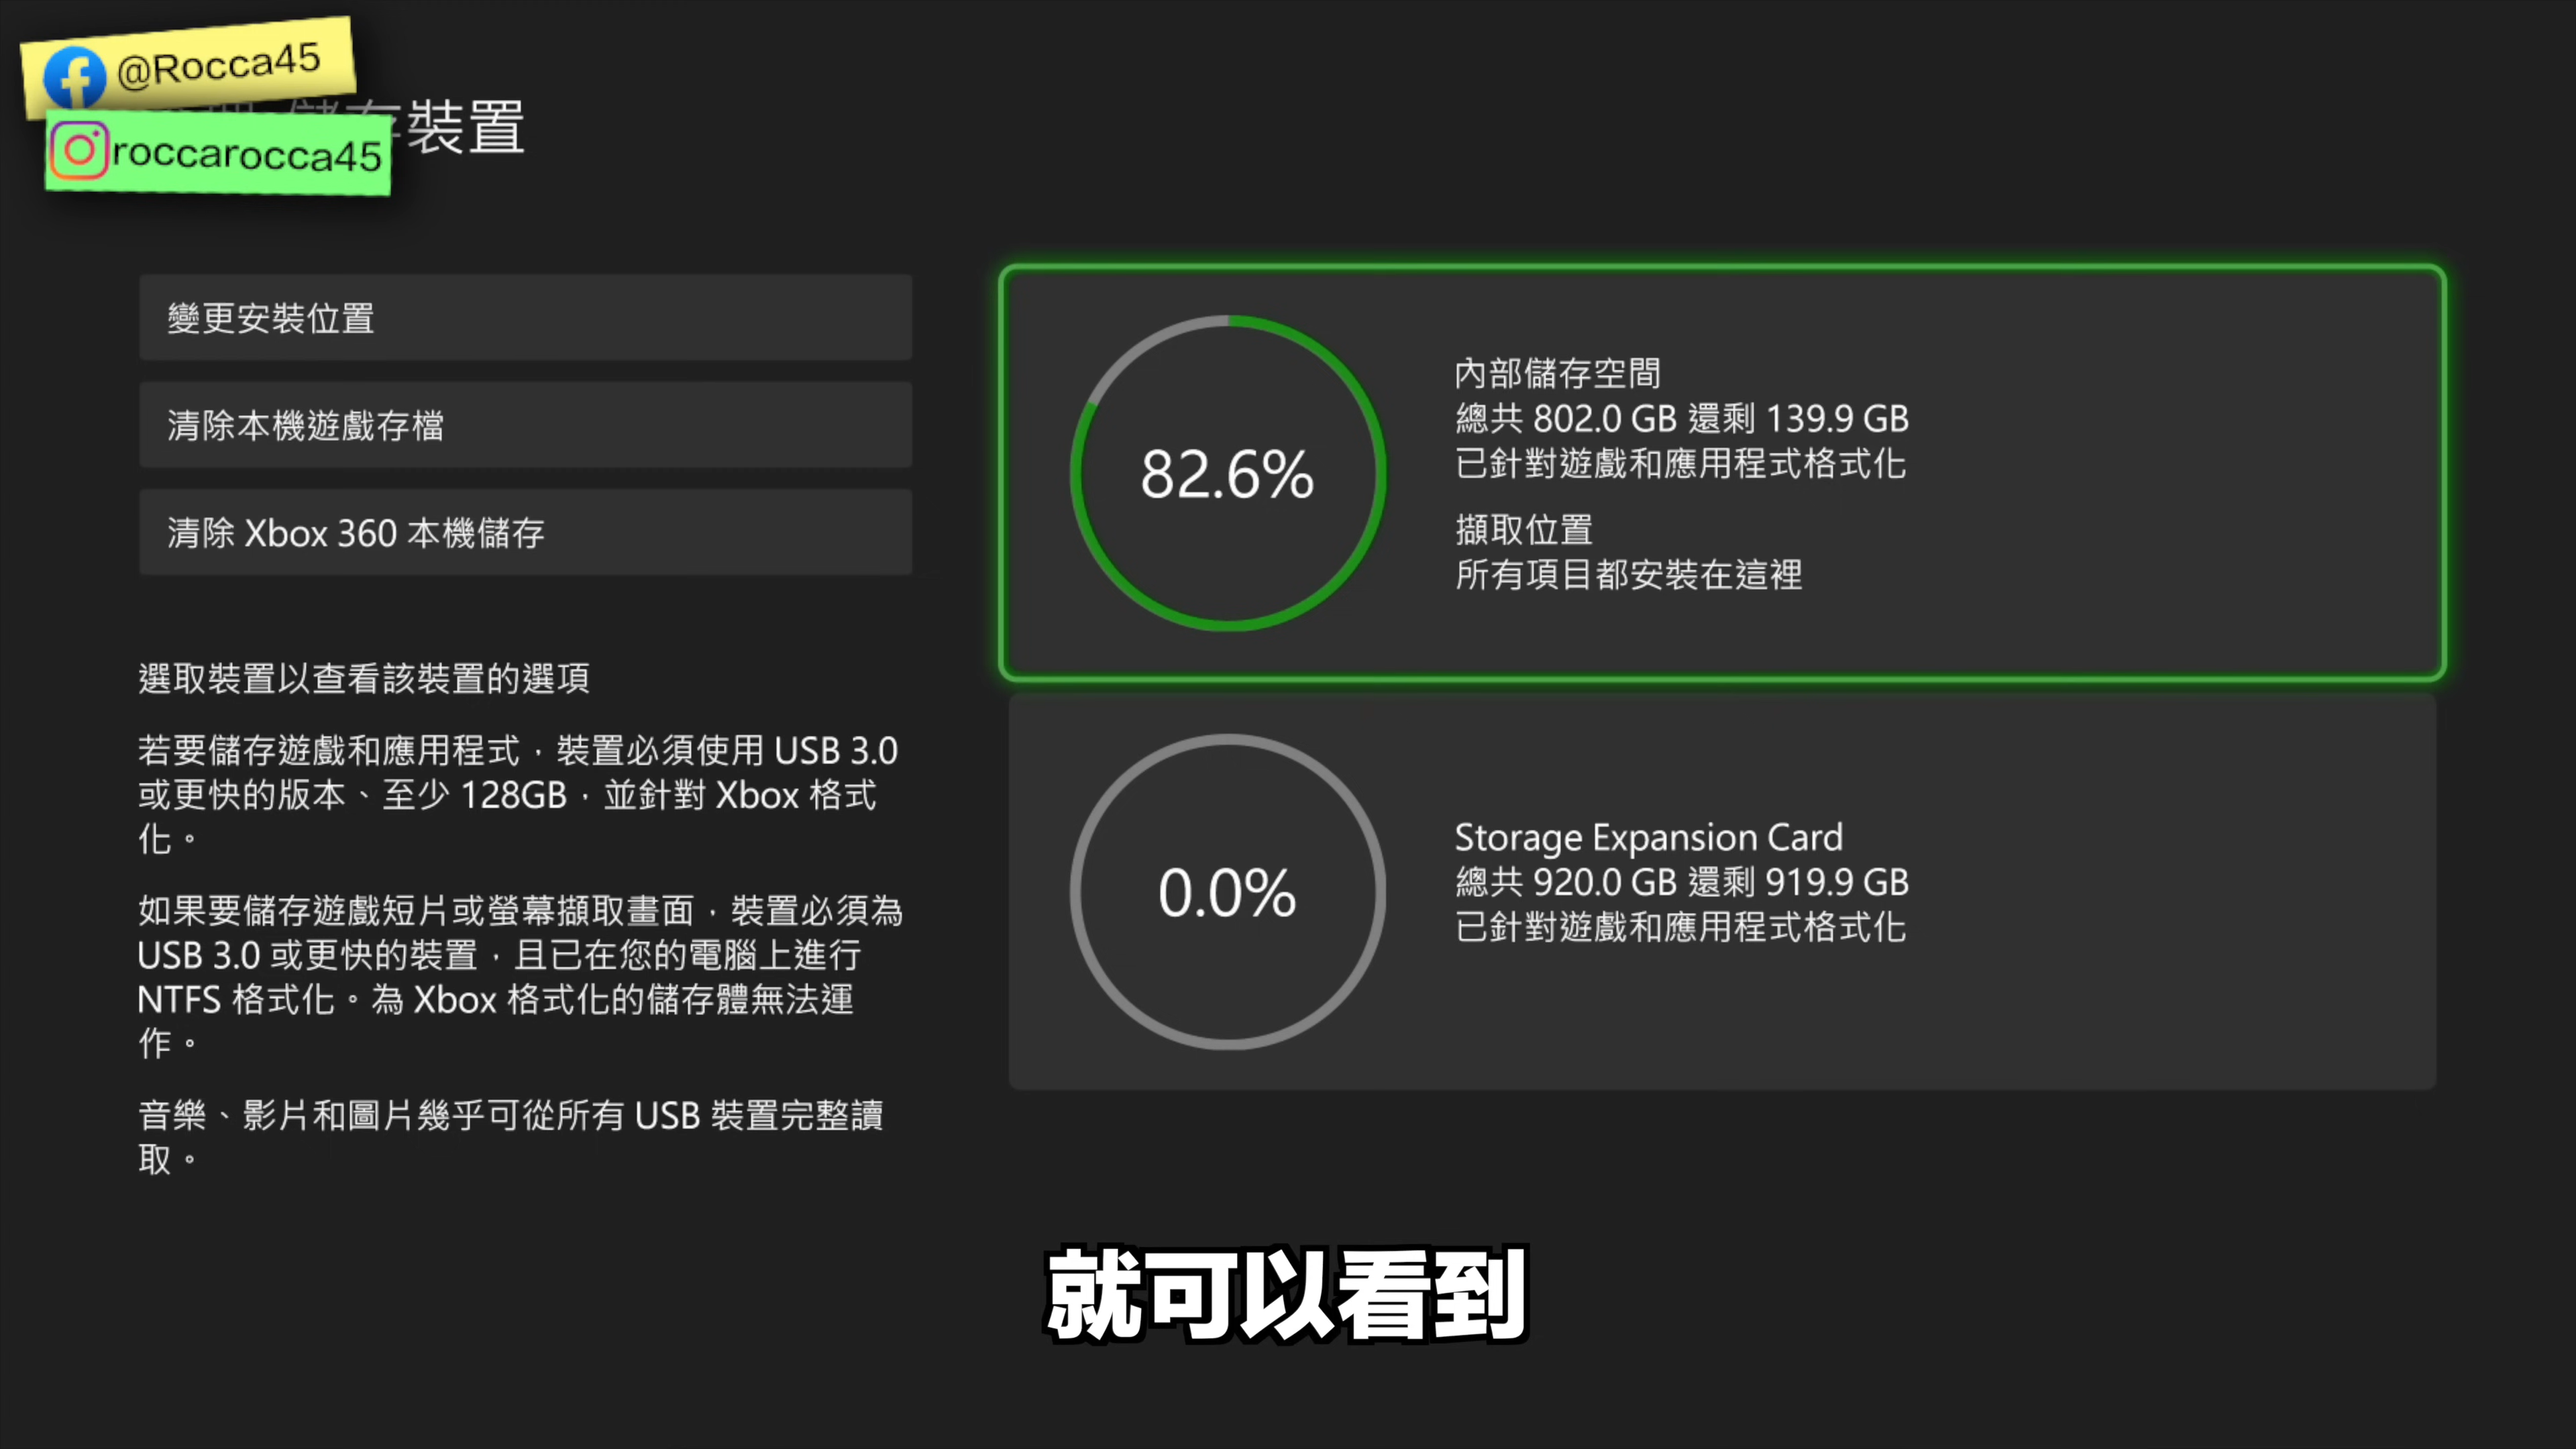 @Rocca45
roccarocca45
儲存裝置
變更安裝位置
清除本機遊戲存檔
清除 Xbox 360 本機儲存
選取裝置以查看該裝置的選項
若要儲存遊戲和應用程式，裝置必須使用 USB 3.0
或更快的版本、至少 128GB，並針對 Xbox 格式
化。
如果要儲存遊戲短片或螢幕擷取畫面，裝置必須為
USB 3.0 或更快的裝置，且已在您的電腦上進行
NTFS 格式化。為 Xbox 格式化的儲存體無法運
作。
音樂、影片和圖片幾乎可從所有 USB 裝置完整讀
取。
82.6%
內部儲存空間
總共 802.0 GB 還剩 139.9 GB
已針對遊戲和應用程式格式化
擷取位置
所有項目都安裝在這裡
0.0%
Storage Expansion Card
總共 920.0 GB 還剩 919.9 GB
已針對遊戲和應用程式格式化
就可以看到